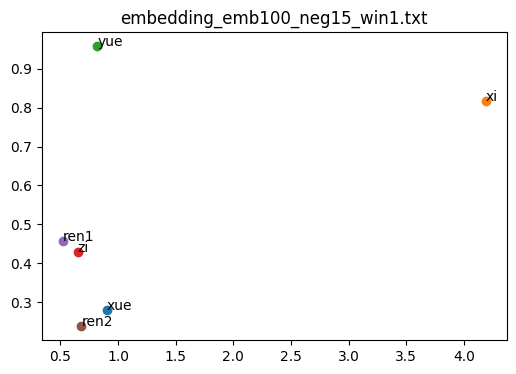 embedding_emb100_neg15_win1.txt
yue
0.9
xi
0.8
0.7
0.6
0.5
ren1
zi
0.4
0.3
xue
ren2
0.5 1.0 1.5 2.0 2.5 3.0 3.5 4.0